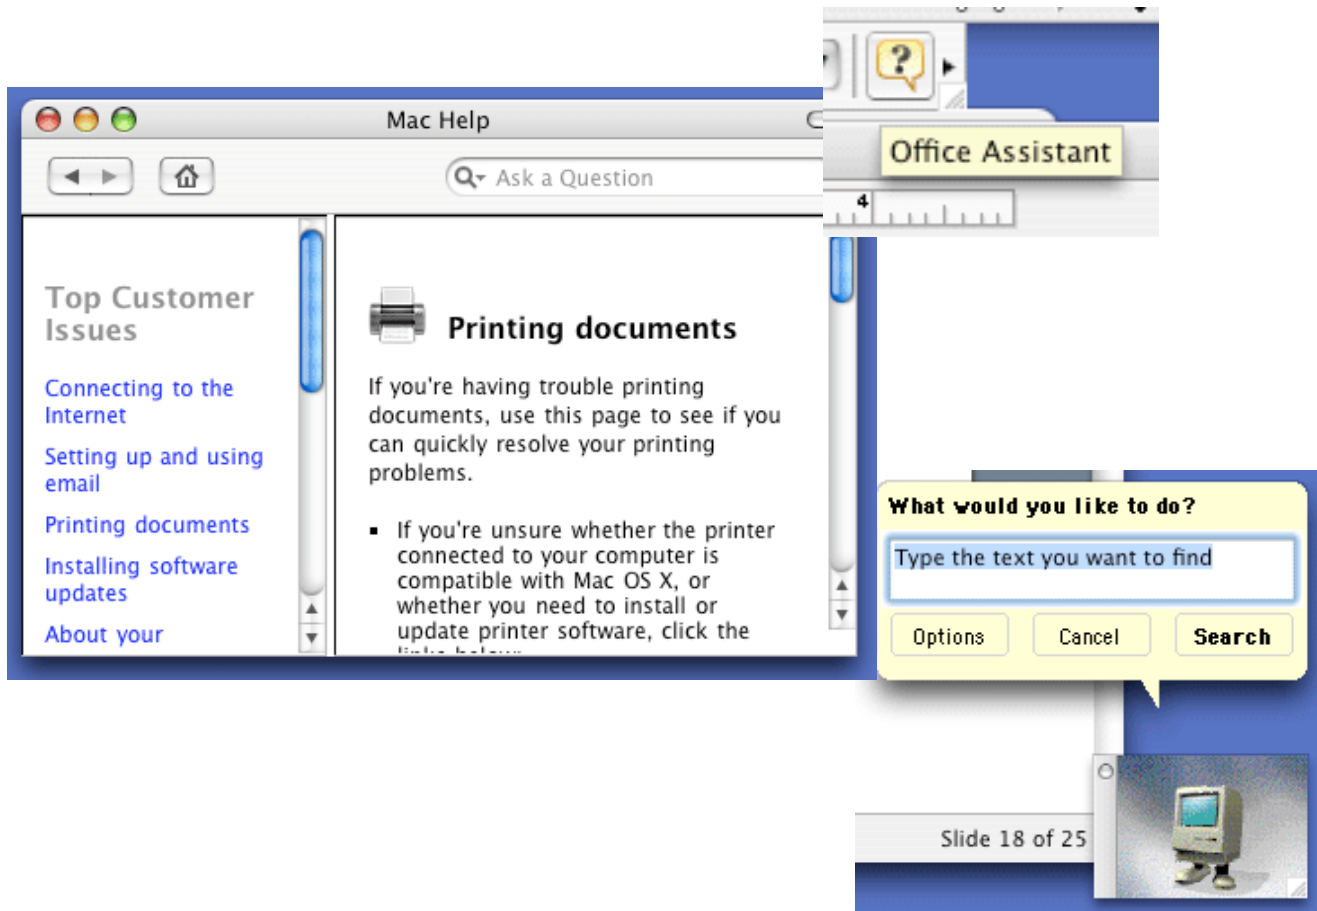 Mac Help
Ask a Question
Top Customer
Issues
Connecting to the
Internet
Setting up and using
email
Printing documents
Installing software
updates
About your
Printing documents
If you're having trouble printing
documents, use this page to see if you
can quickly resolve your printing
problems.
▪ If you're unsure whether the printer
connected to your computer is
compatible with Mac OS X, or
whether you need to install or
update printer software, click the
?
Office Assistant
4
What would you like to do?
Type the text you want to find
Options
Cancel
Search
Slide 18 of 25